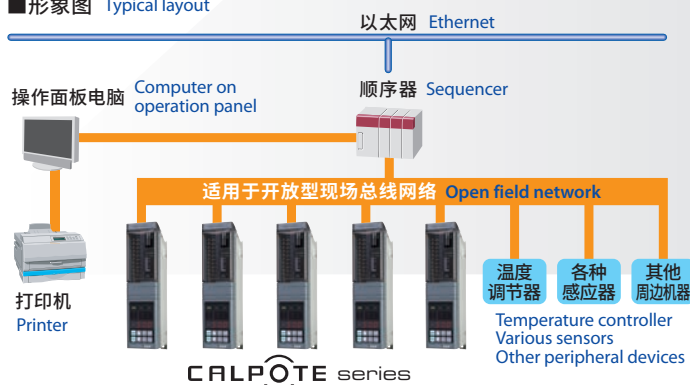 ■形象图 Typical layout
以太网 Ethernet
操作面板电脑 Computer on
operation panel
顺序器 Sequencer
适用于开放型现场总线网络 Open field network
打印机
Printer
温度
调节器
各种
感应器
其他
周边机器
Temperature controller
Various sensors
Other peripheral devices
CALPOTE series